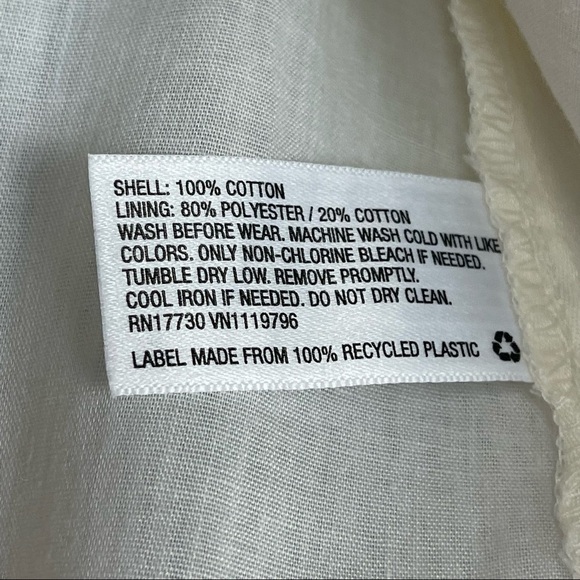 SHELL: 100% COTTON
LINING: 80% POLYESTER / 20% COTTON
WASH BEFORE WEAR. MACHINE WASH COLD WITH LIKE
COLORS. ONLY NON-CHLORINE BLEACH IF NEEDED.
TUMBLE DRY LOW. REMOVE PROMPTLY.
COOL IRON IF NEEDED. DO NOT DRY CLEAN.
RN17730 VN1119796
LABEL MADE FROM 100% RECYCLED PLASTIC